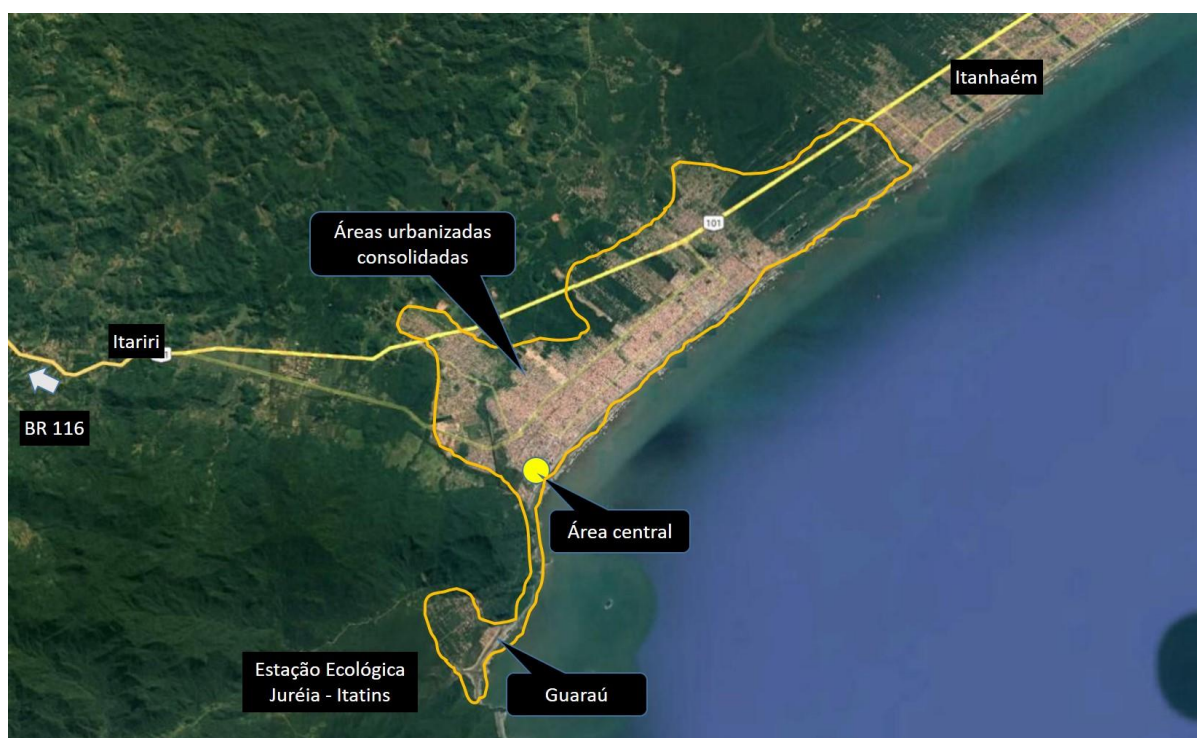 Itanhaém
101
Áreas urbanizadas
consolidadas
Itariri
BR 116
Área central
Estação Ecológica
Juréia - Itatins
Guaraú